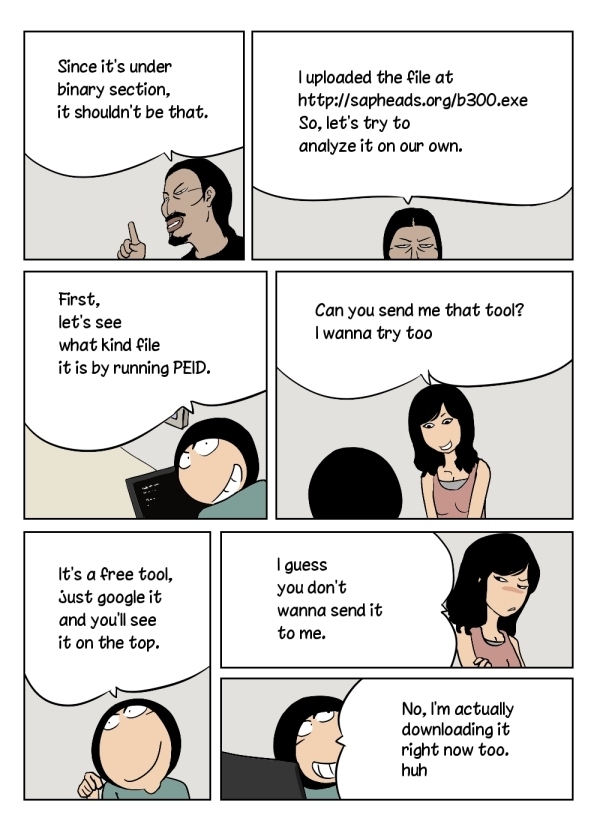 Since it's under
binary section,
it shouldn't be that.
I uploaded the file at
http://sapheads.org/b300.exe
So, let's try to
analyze it on our own.
First,
let's see
what kind file
it is by running PEID.
Can you send me that tool?
I wanna try too
It's a free tool,
Just google it
and you'll see
it on the top.
I guess
you don't
wanna send it
to me.
No, I'm actually
downloading it
right now too.
huh